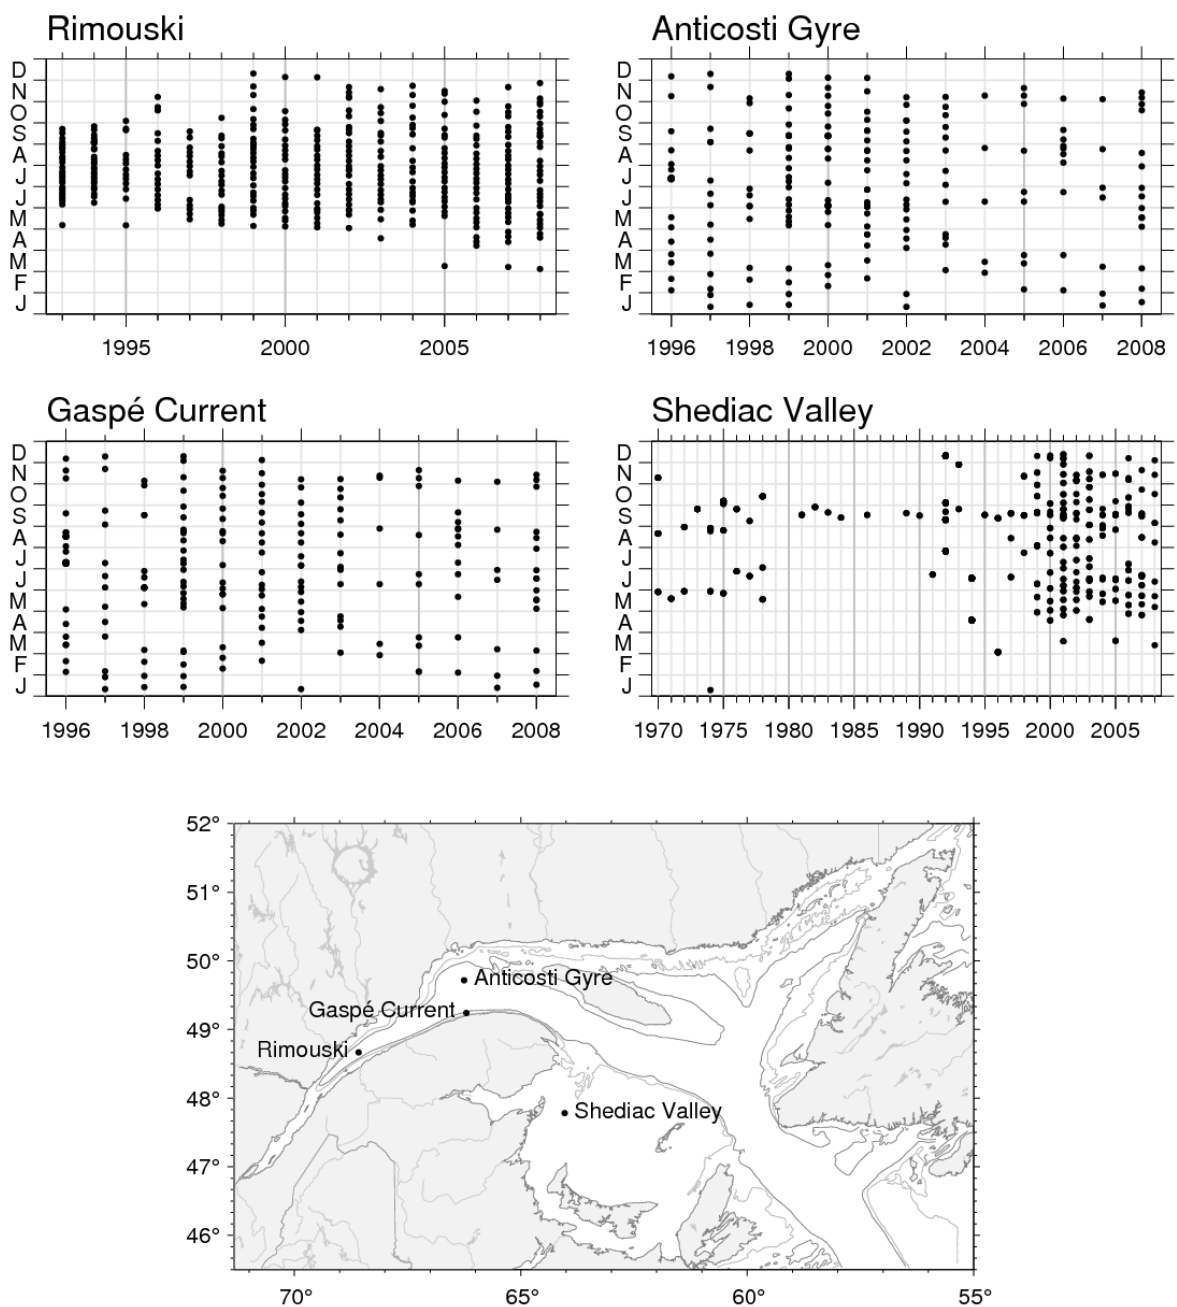 Rimouski
Anticosti Gyre
D
N
O
S
A
J
J
M
A
M
F
J
D
N
O
S
A
J
J
M
A
M
F
J
1995 2000 2005
1996 1998 2000 2002 2004 2006 2008
Gaspé Current
Shediac Valley
D
N
O
S
A
J
J
M
A
M
F
J
D
N
O
S
A
J
J
M
A
M
F
J
1996 1998 2000 2002 2004 2006 2008
1970 1975 1980 1985 1990 1995 2000 2005
52°
51°
50°
Anticosti Gyre
Gaspé Current
49°
Rimouski
48°
Shediac Valley
47°
46°
70° 65° 60° 55°